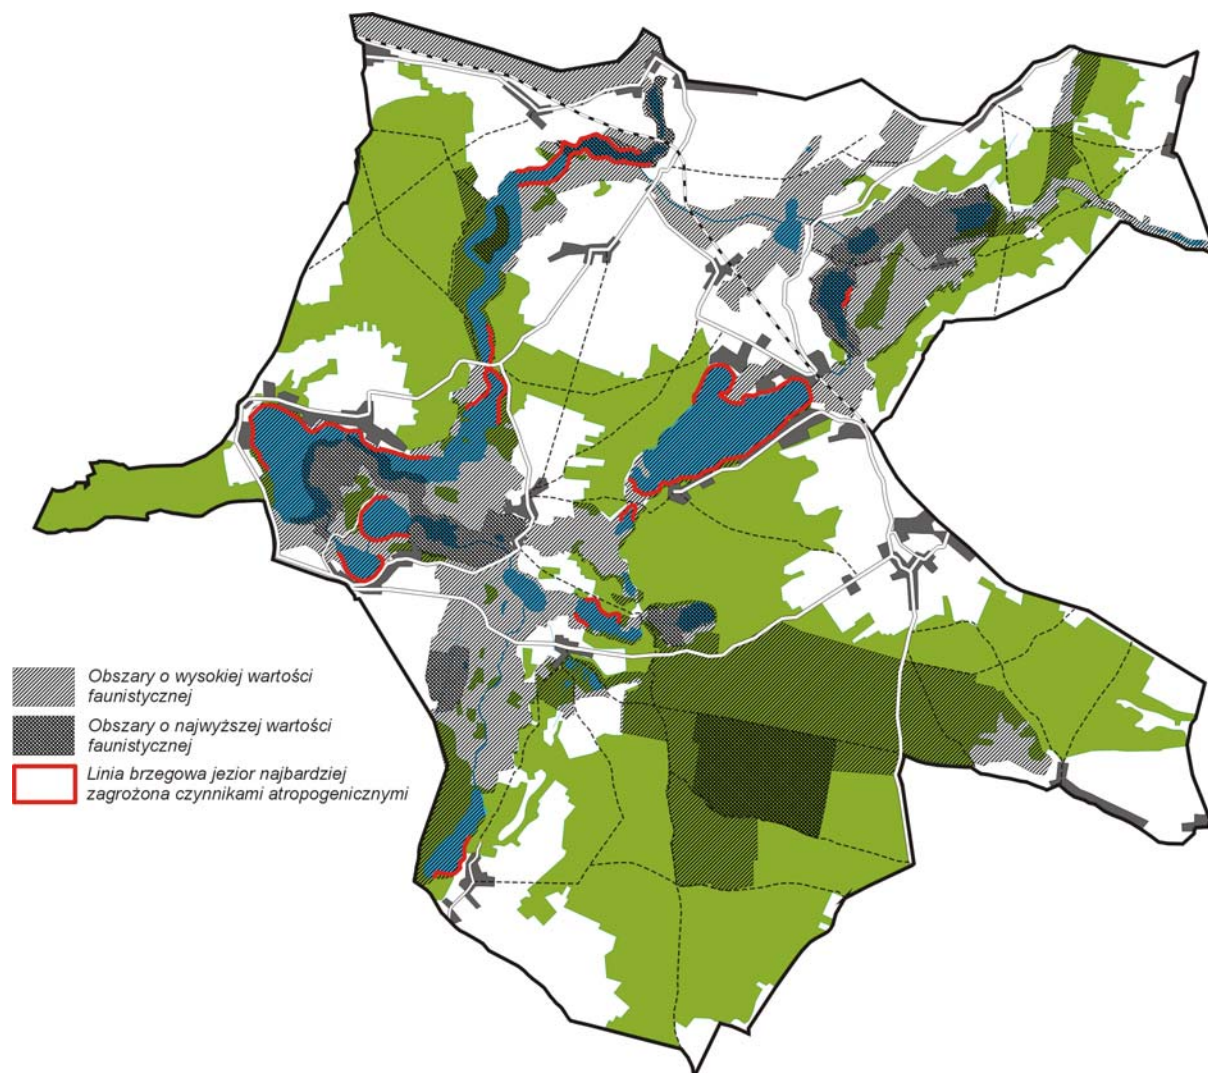 Obszary o wysokiej wartości
faunistycznej
Obszary o najwyższej wartości
faunistycznej
Linia brzegowa jezior najbardziej
zagrożona czynnikami atropogenicznymi